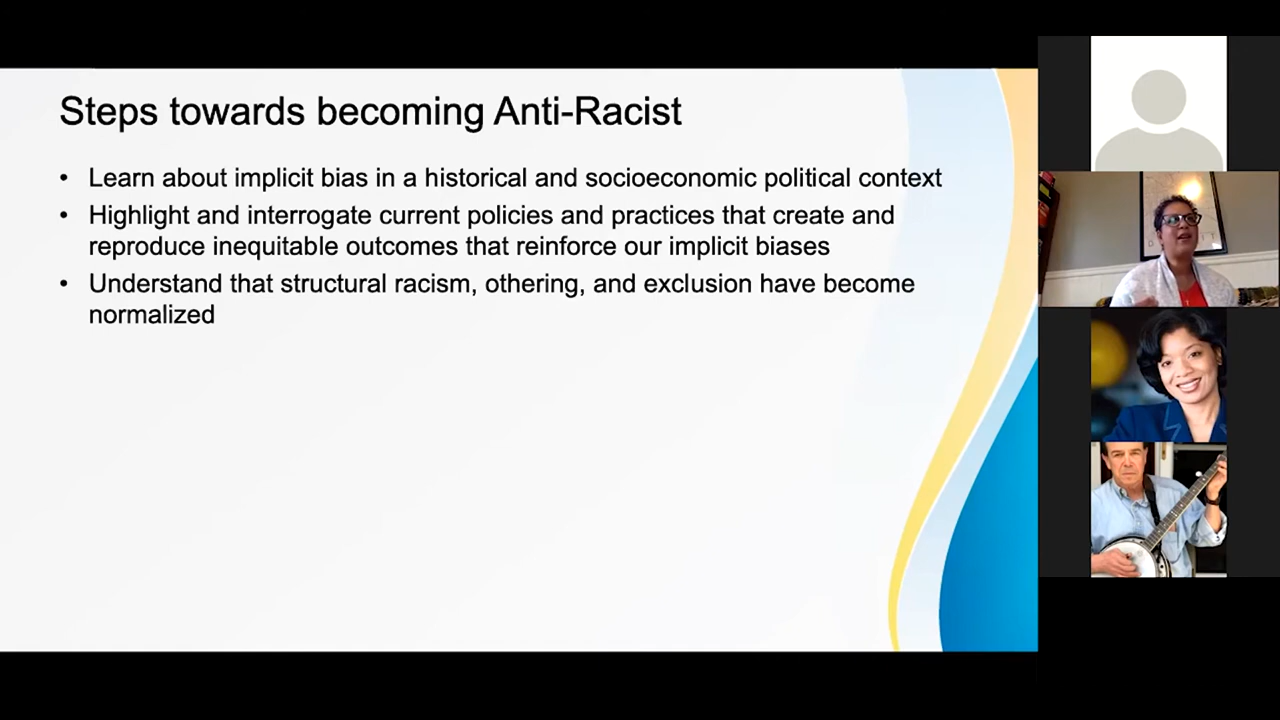 Steps towards becoming Anti-Racist
• Learn about implicit bias in a historical and socioeconomic political context
• Highlight and interrogate current policies and practices that create and
reproduce inequitable outcomes that reinforce our implicit biases
• Understand that structural racism, othering, and exclusion have become
normalized